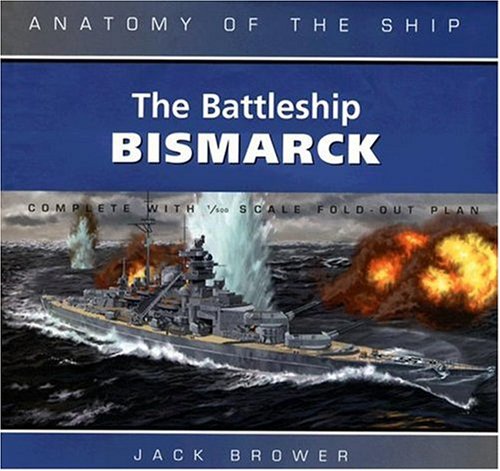 ANATOMY OF THE SHIP
The Battleship
BISMARCK
COMPLETE WITH 1/500 SCALE FOLD-OUT PLAN
JACK BROWER